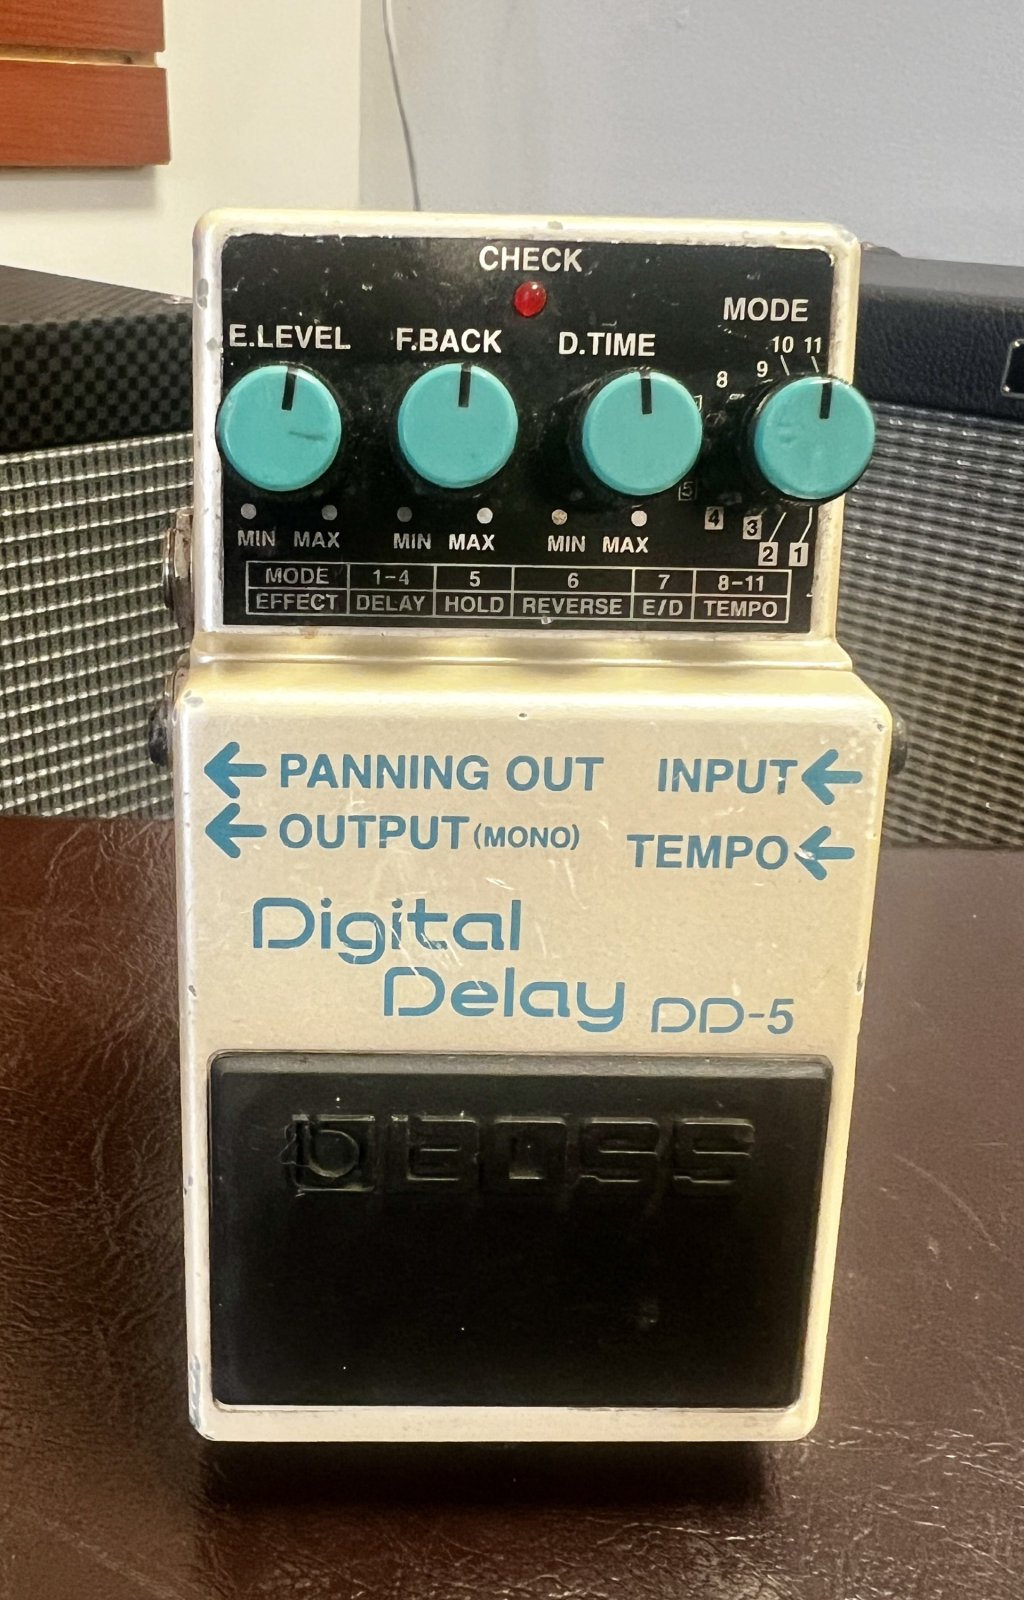 CHECK
MODE
E.LEVEL F.BACK D.TIME
10 11
9
8
5
4
3
2 1
MIN MAX MIN MAX MIN MAX
MODE 1-4 5 6 7 8-11
EFFECT DELAY HOLD REVERSE E/D TEMPO
PANNING OUT INPUT
OUTPUT (MONO) TEMPO
Digital
Delay DD-5
BOSS